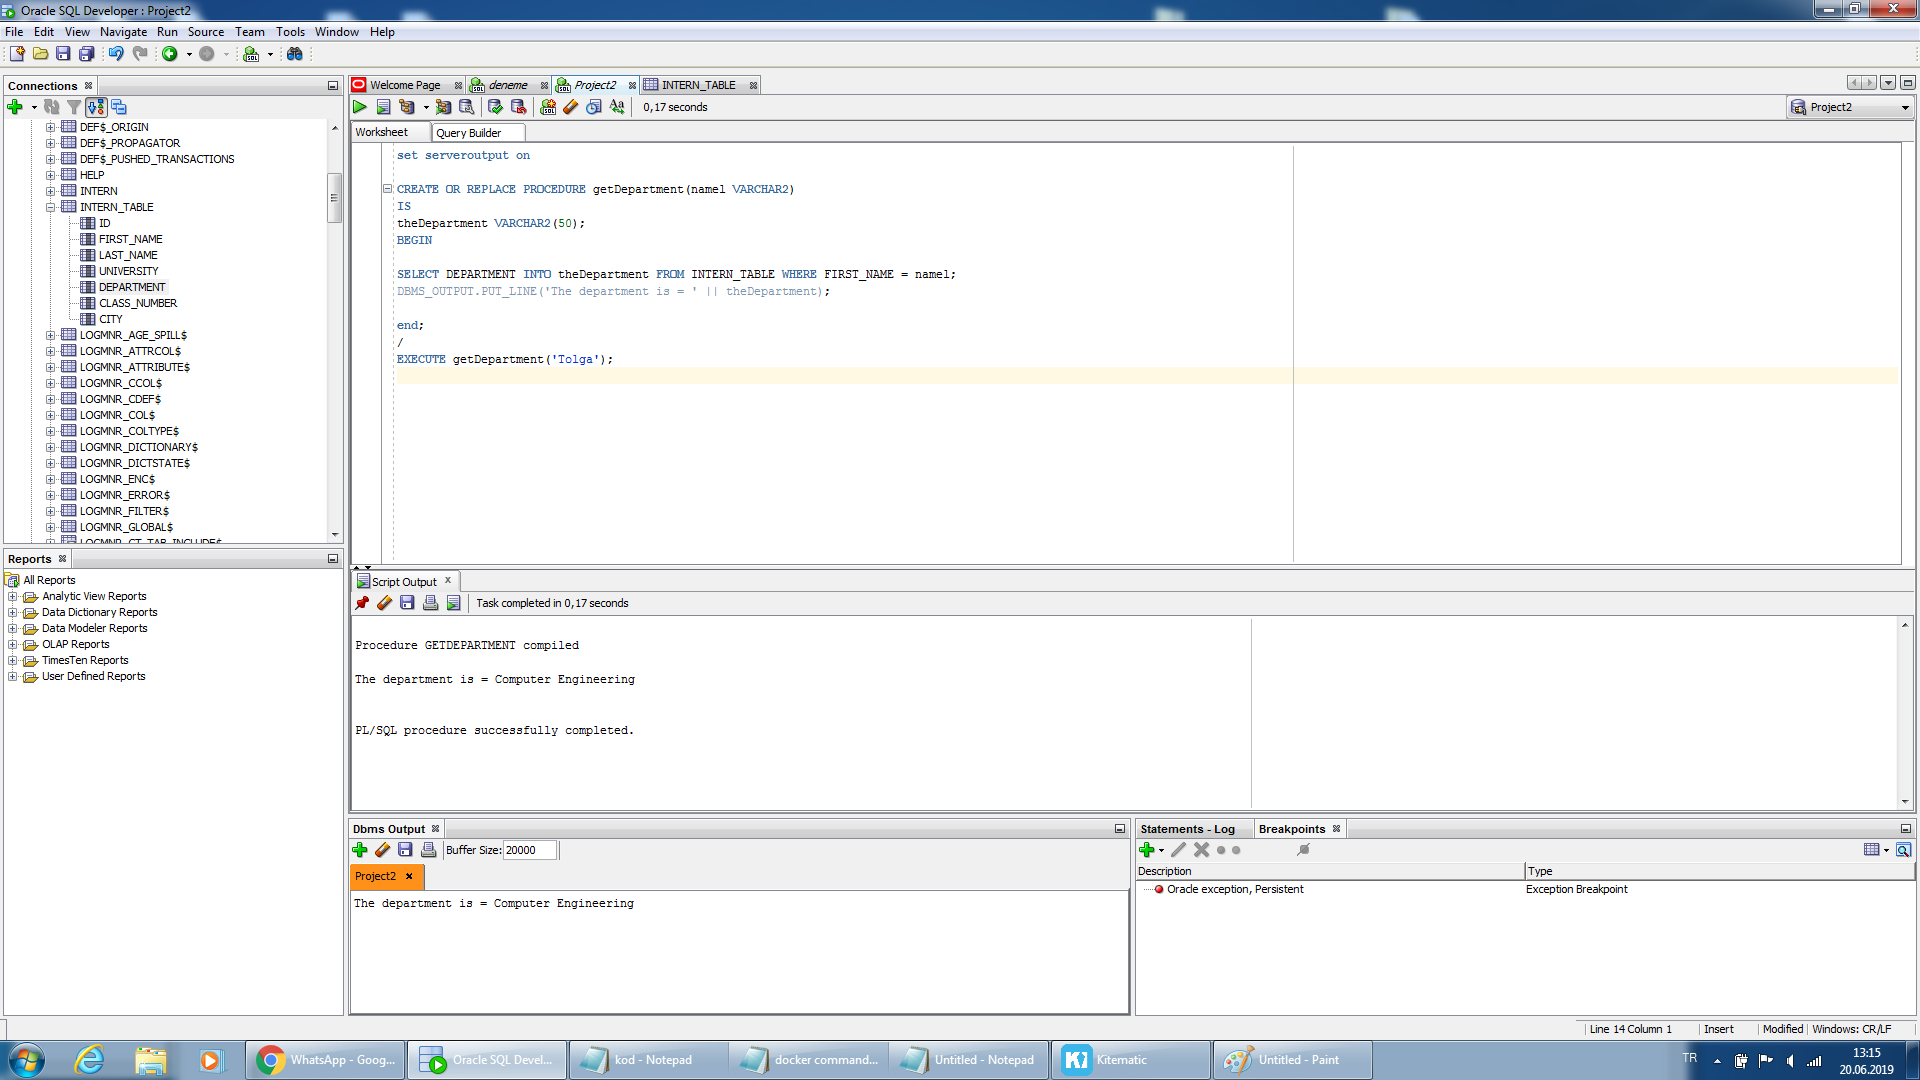 Oracle SQL Developer : Project2
File Edit View Navigate Run Source Team Tools Window Help
Connections
DEF$_ORIGIN
DEF$_PROPAGATOR
DEF$_PUSHED_TRANSACTIONS
HELP
INTERN
INTERN_TABLE
ID
FIRST_NAME
LAST_NAME
UNIVERSITY
DEPARTMENT
CLASS_NUMBER
CITY
LOGMNR_AGE_SPILL$
LOGMNR_ATTRCOL$
LOGMNR_ATTRIBUTE$
LOGMNR_CCOL$
LOGMNR_CDEF$
LOGMNR_COL$
LOGMNR_COLTYPE$
LOGMNR_DICTIONARY$
LOGMNR_DICTSTATE$
LOGMNR_ENC$
LOGMNR_ERROR$
LOGMNR_FILTER$
LOGMNR_GLOBAL$
LOGMNR_GT_TAB_INCLUDE$
Reports
All Reports
Analytic View Reports
Data Dictionary Reports
Data Modeler Reports
OLAP Reports
TimesTen Reports
User Defined Reports
Welcome Page deneme Project2 INTERN_TABLE
0,17 seconds
Project2
Worksheet Query Builder
set serveroutput on
CREATE OR REPLACE PROCEDURE getDepartment(namel VARCHAR2)
IS
theDepartment VARCHAR2(50);
BEGIN
SELECT DEPARTMENT INTO theDepartment FROM INTERN_TABLE WHERE FIRST_NAME = namel;
DBMS_OUTPUT.PUT_LINE('The department is = ' || theDepartment);
end;
/
EXECUTE getDepartment('Tolga');
Script Output
Task completed in 0,17 seconds
Procedure GETDEPARTMENT compiled
The department is = Computer Engineering
PL/SQL procedure successfully completed.
Dbms Output
Buffer Size: 20000
Project2
The department is = Computer Engineering
Statements - Log Breakpoints
Description Type
Oracle exception, Persistent Exception Breakpoint
Line 14 Column 1 Insert Modified Windows: CR/LF
WhatsApp - Goog... Oracle SQL Devel... kod - Notepad docker command... Untitled - Notepad Kitematic Untitled - Paint
TR
13:15
20.06.2019